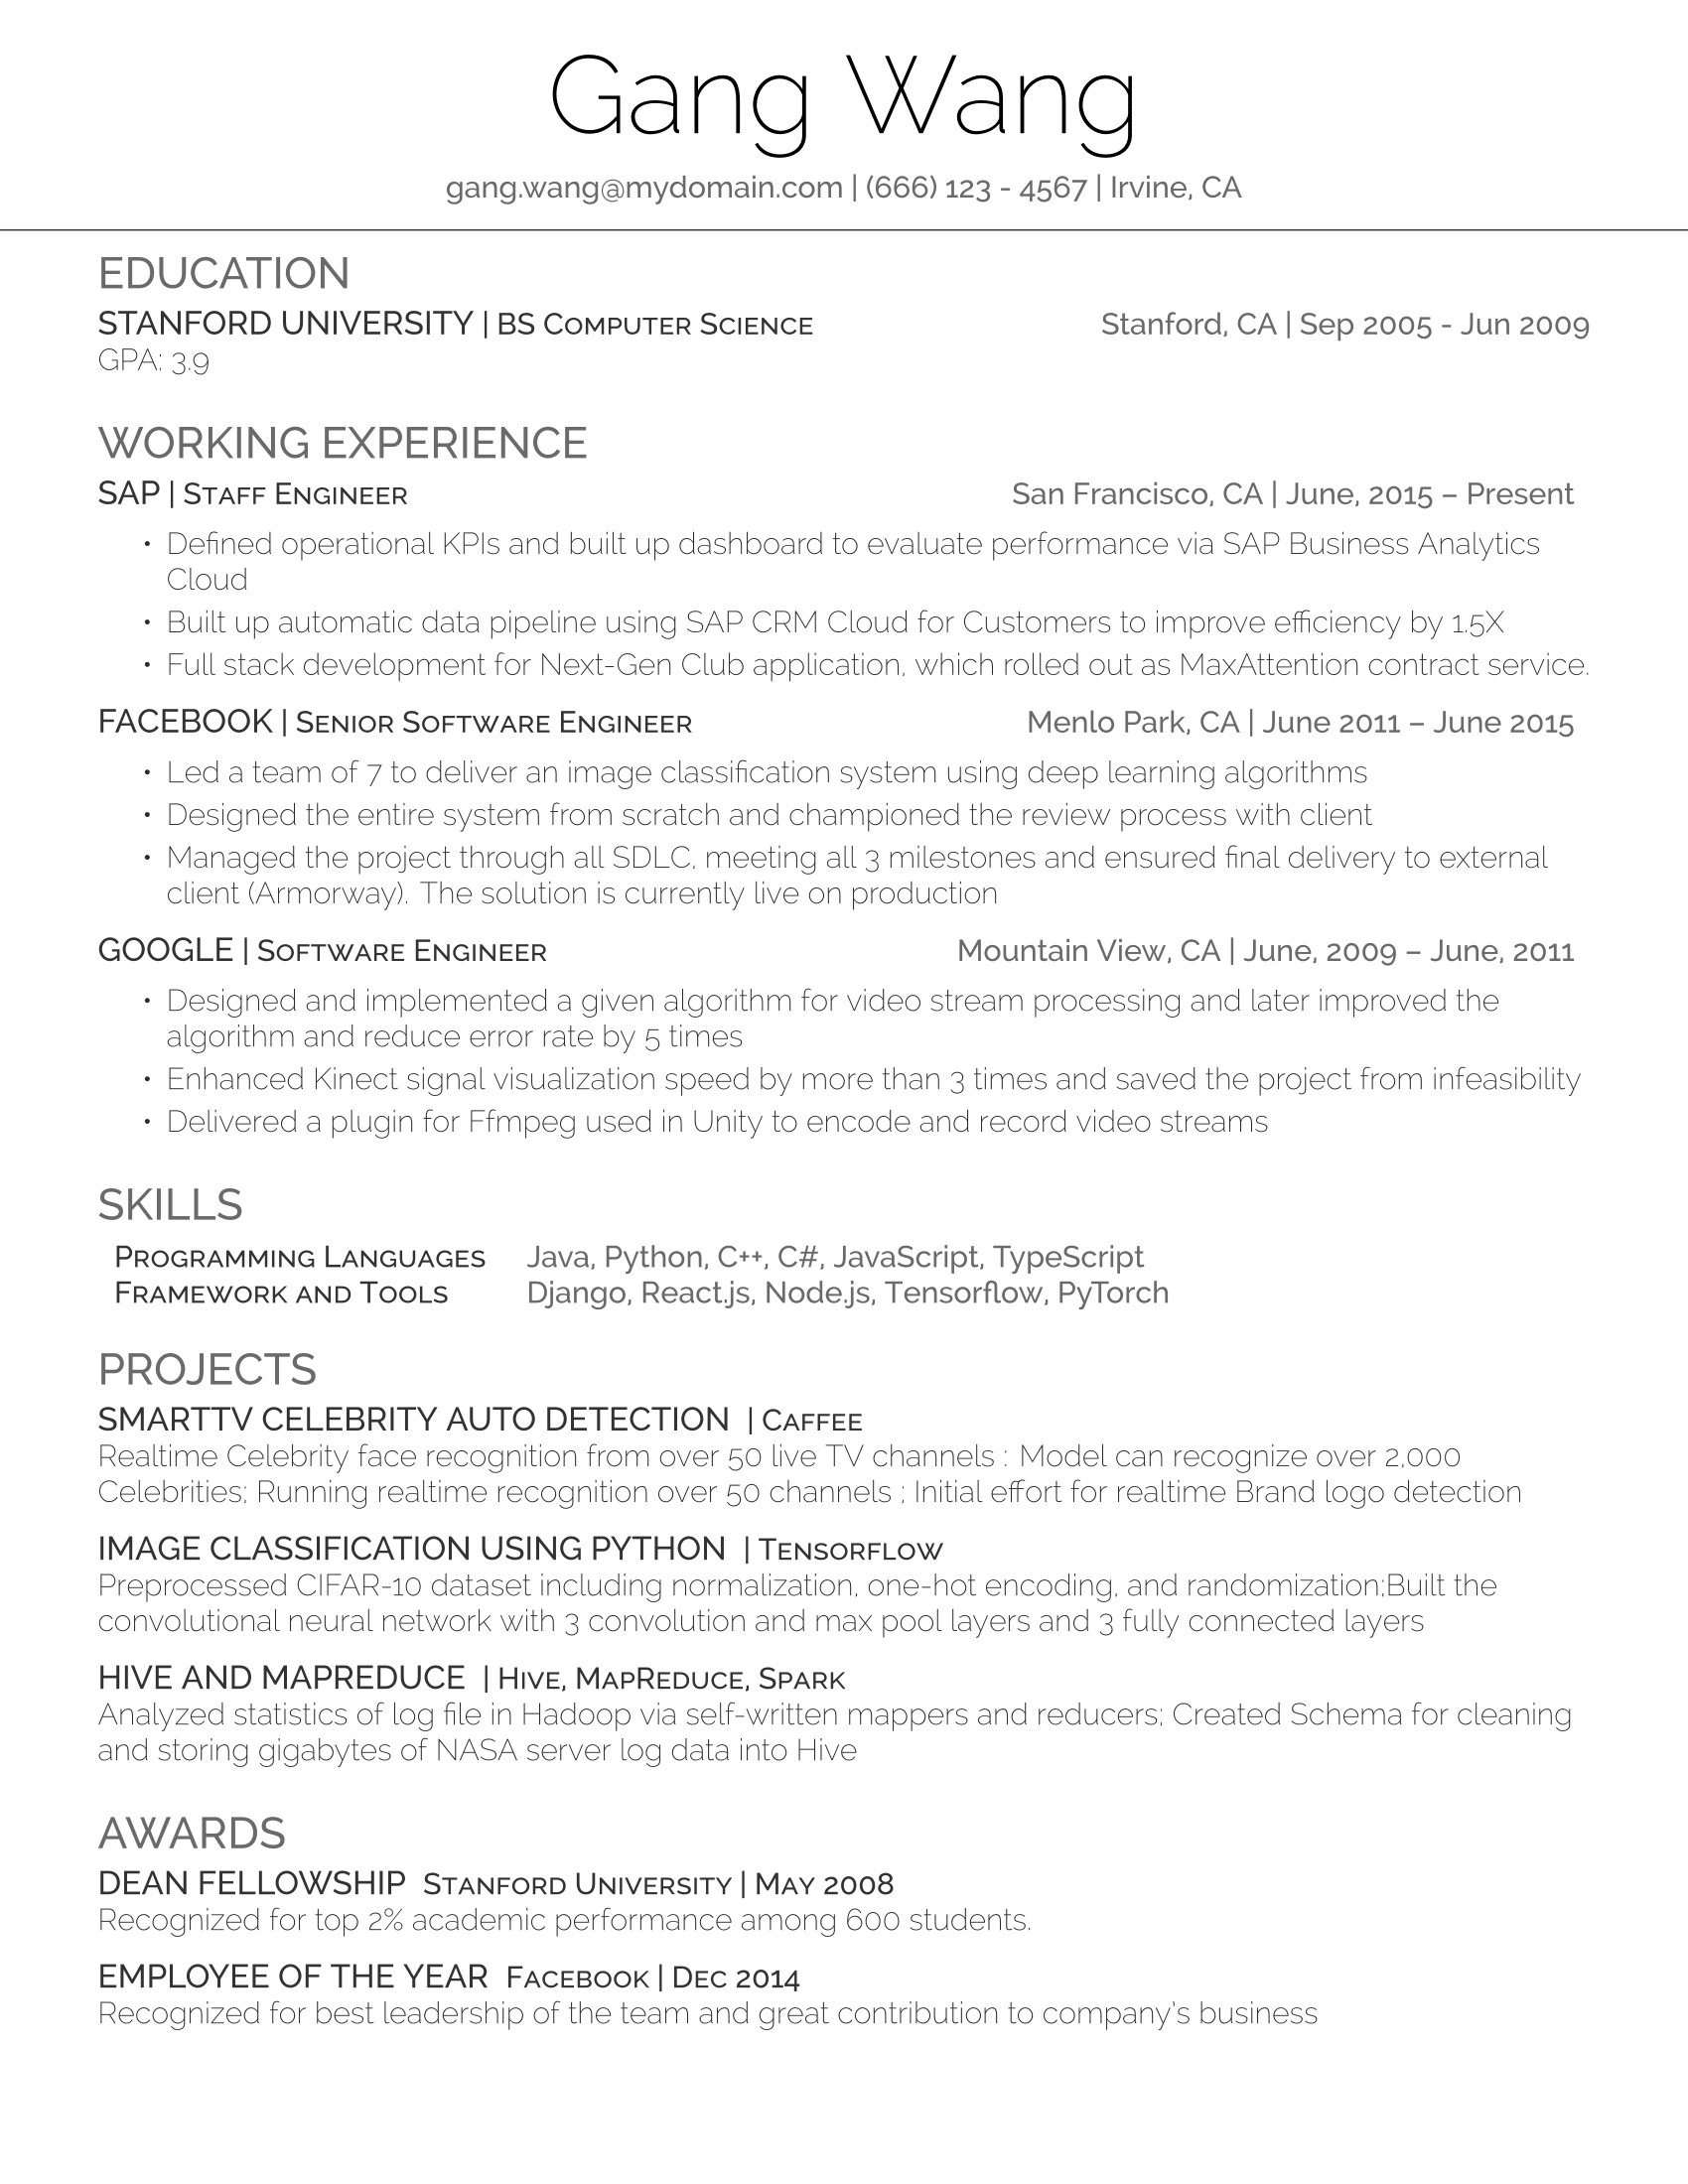 Gang Wang
gang.wang@mydomain.com | (666) 123 - 4567 | Irvine, CA
EDUCATION
STANFORD UNIVERSITY | BS COMPUTER SCIENCE Stanford, CA | Sep 2005 - Jun 2009
GPA: 3.9
WORKING EXPERIENCE
SAP | STAFF ENGINEER San Francisco, CA | June, 2015 – Present
• Defined operational KPIs and built up dashboard to evaluate performance via SAP Business Analytics
Cloud
• Built up automatic data pipeline using SAP CRM Cloud for Customers to improve efficiency by 1.5X
• Full stack development for Next-Gen Club application, which rolled out as MaxAttention contract service.
FACEBOOK | SENIOR SOFTWARE ENGINEER Menlo Park, CA | June 2011 – June 2015
• Led a team of 7 to deliver an image classification system using deep learning algorithms
• Designed the entire system from scratch and championed the review process with client
• Managed the project through all SDLC, meeting all 3 milestones and ensured final delivery to external
client (Armorway). The solution is currently live on production
GOOGLE | SOFTWARE ENGINEER Mountain View, CA | June, 2009 – June, 2011
• Designed and implemented a given algorithm for video stream processing and later improved the
algorithm and reduce error rate by 5 times
• Enhanced Kinect signal visualization speed by more than 3 times and saved the project from infeasibility
• Delivered a plugin for Ffmpeg used in Unity to encode and record video streams
SKILLS
PROGRAMMING LANGUAGES Java, Python, C++, C#, JavaScript, TypeScript
FRAMEWORK AND TOOLS Django, React.js, Node.js, Tensorflow, PyTorch
PROJECTS
SMARTTV CELEBRITY AUTO DETECTION | CAFFEE
Realtime Celebrity face recognition from over 50 live TV channels : Model can recognize over 2,000
Celebrities; Running realtime recognition over 50 channels ; Initial effort for realtime Brand logo detection
IMAGE CLASSIFICATION USING PYTHON | TENSORFLOW
Preprocessed CIFAR-10 dataset including normalization, one-hot encoding, and randomization;Built the
convolutional neural network with 3 convolution and max pool layers and 3 fully connected layers
HIVE AND MAPREDUCE | HIVE, MAPREDUCE, SPARK
Analyzed statistics of log file in Hadoop via self-written mappers and reducers; Created Schema for cleaning
and storing gigabytes of NASA server log data into Hive
AWARDS
DEAN FELLOWSHIP STANFORD UNIVERSITY | MAY 2008
Recognized for top 2% academic performance among 600 students.
EMPLOYEE OF THE YEAR FACEBOOK | DEC 2014
Recognized for best leadership of the team and great contribution to company's business